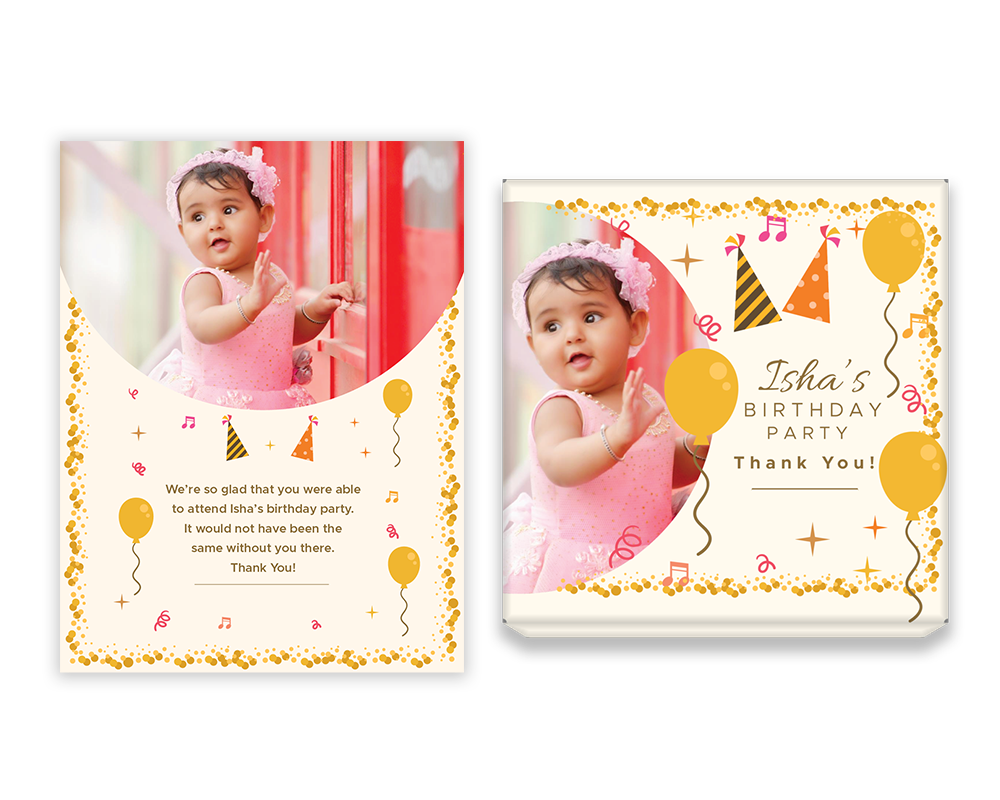 We're so glad that you were able
to attend Isha's birthday party.
It would not have been the
same without you there.
Thank You!
Isha's
BIRTHDAY
PARTY
Thank You!